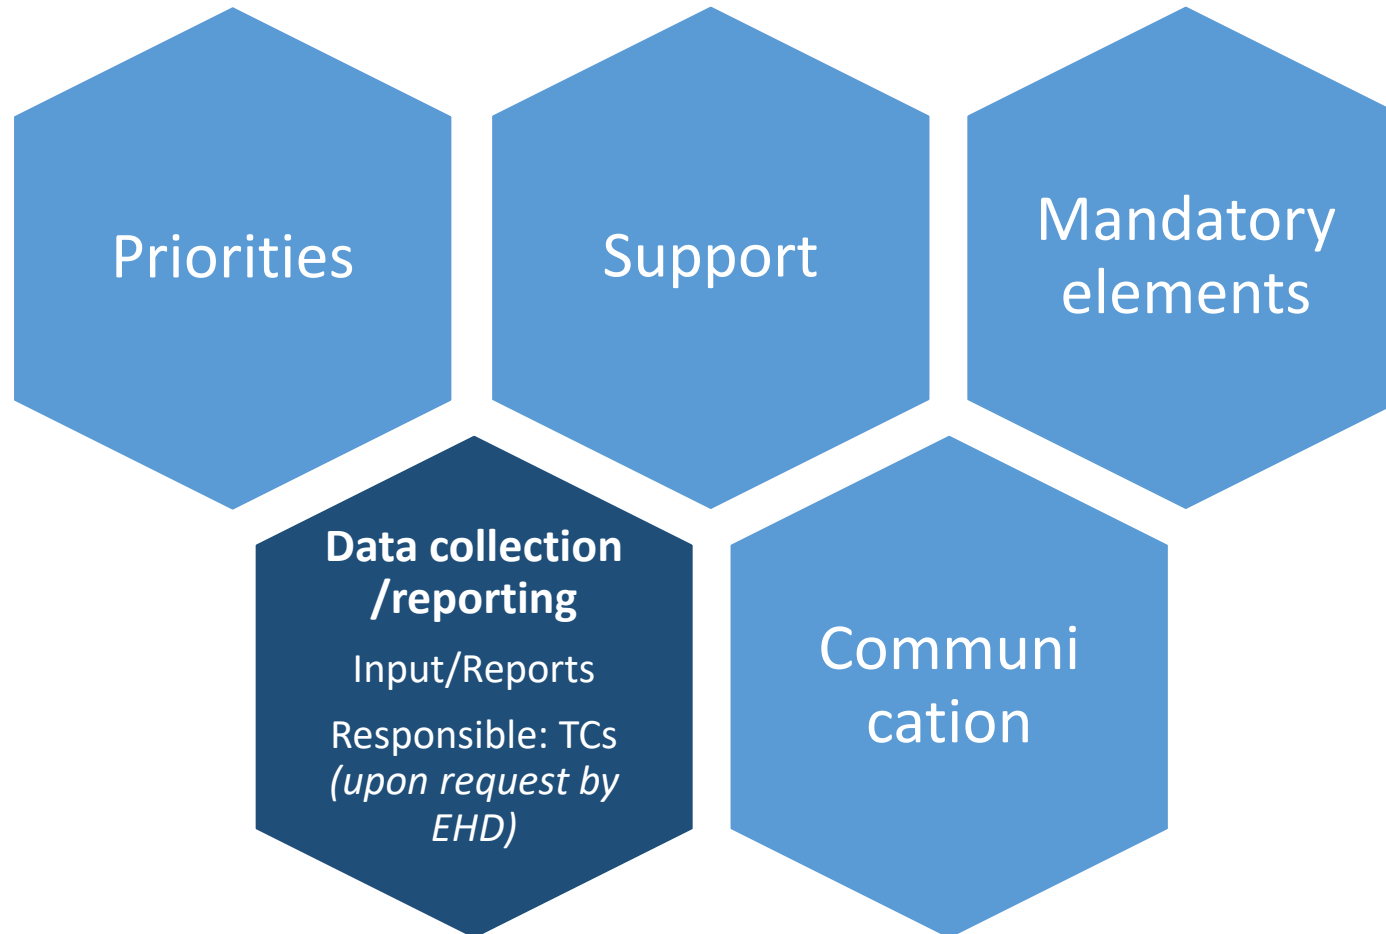 Priorities
Support
Mandatory
elements
Data collection
/reporting
Input/Reports
Responsible: TCs
(upon request by
EHD)
Communi
cation